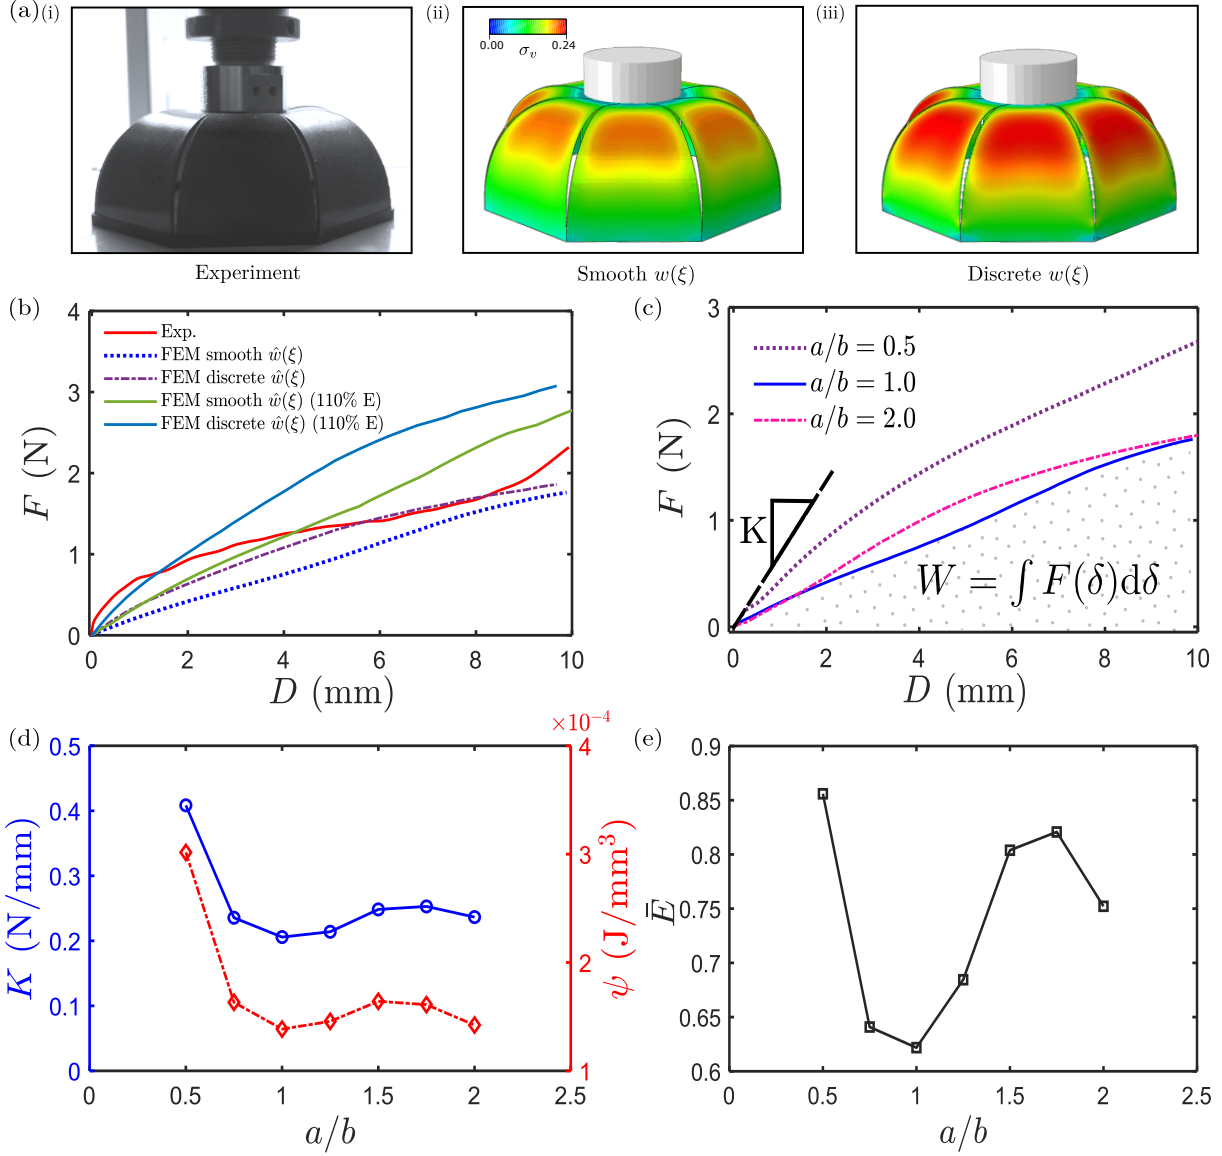 (a) (i) (ii) (iii)
0.00 0.24
σ_v
Experiment Smooth w(ξ) Discrete w(ξ)
(b)
4
3
2
1
0
F (N)
Exp.
FEM smooth ŵ(ξ)
FEM discrete ŵ(ξ)
FEM smooth ŵ(ξ) (110% E)
FEM discrete ŵ(ξ) (110% E)
0 2 4 6 8 10
D (mm)
(c)
3
2
1
0
F (N)
a/b = 0.5
a/b = 1.0
a/b = 2.0
K
W = ∫ F(δ)dδ
0 2 4 6 8 10
D (mm)
(d)
0.5
0.4
0.3
0.2
0.1
0
K (N/mm)
×10⁻⁴
4
3
2
1
ψ (J/mm³)
0 0.5 1 1.5 2 2.5
a/b
(e)
0.9
0.85
0.8
0.75
0.7
0.65
0.6
Ē
0 0.5 1 1.5 2 2.5
a/b